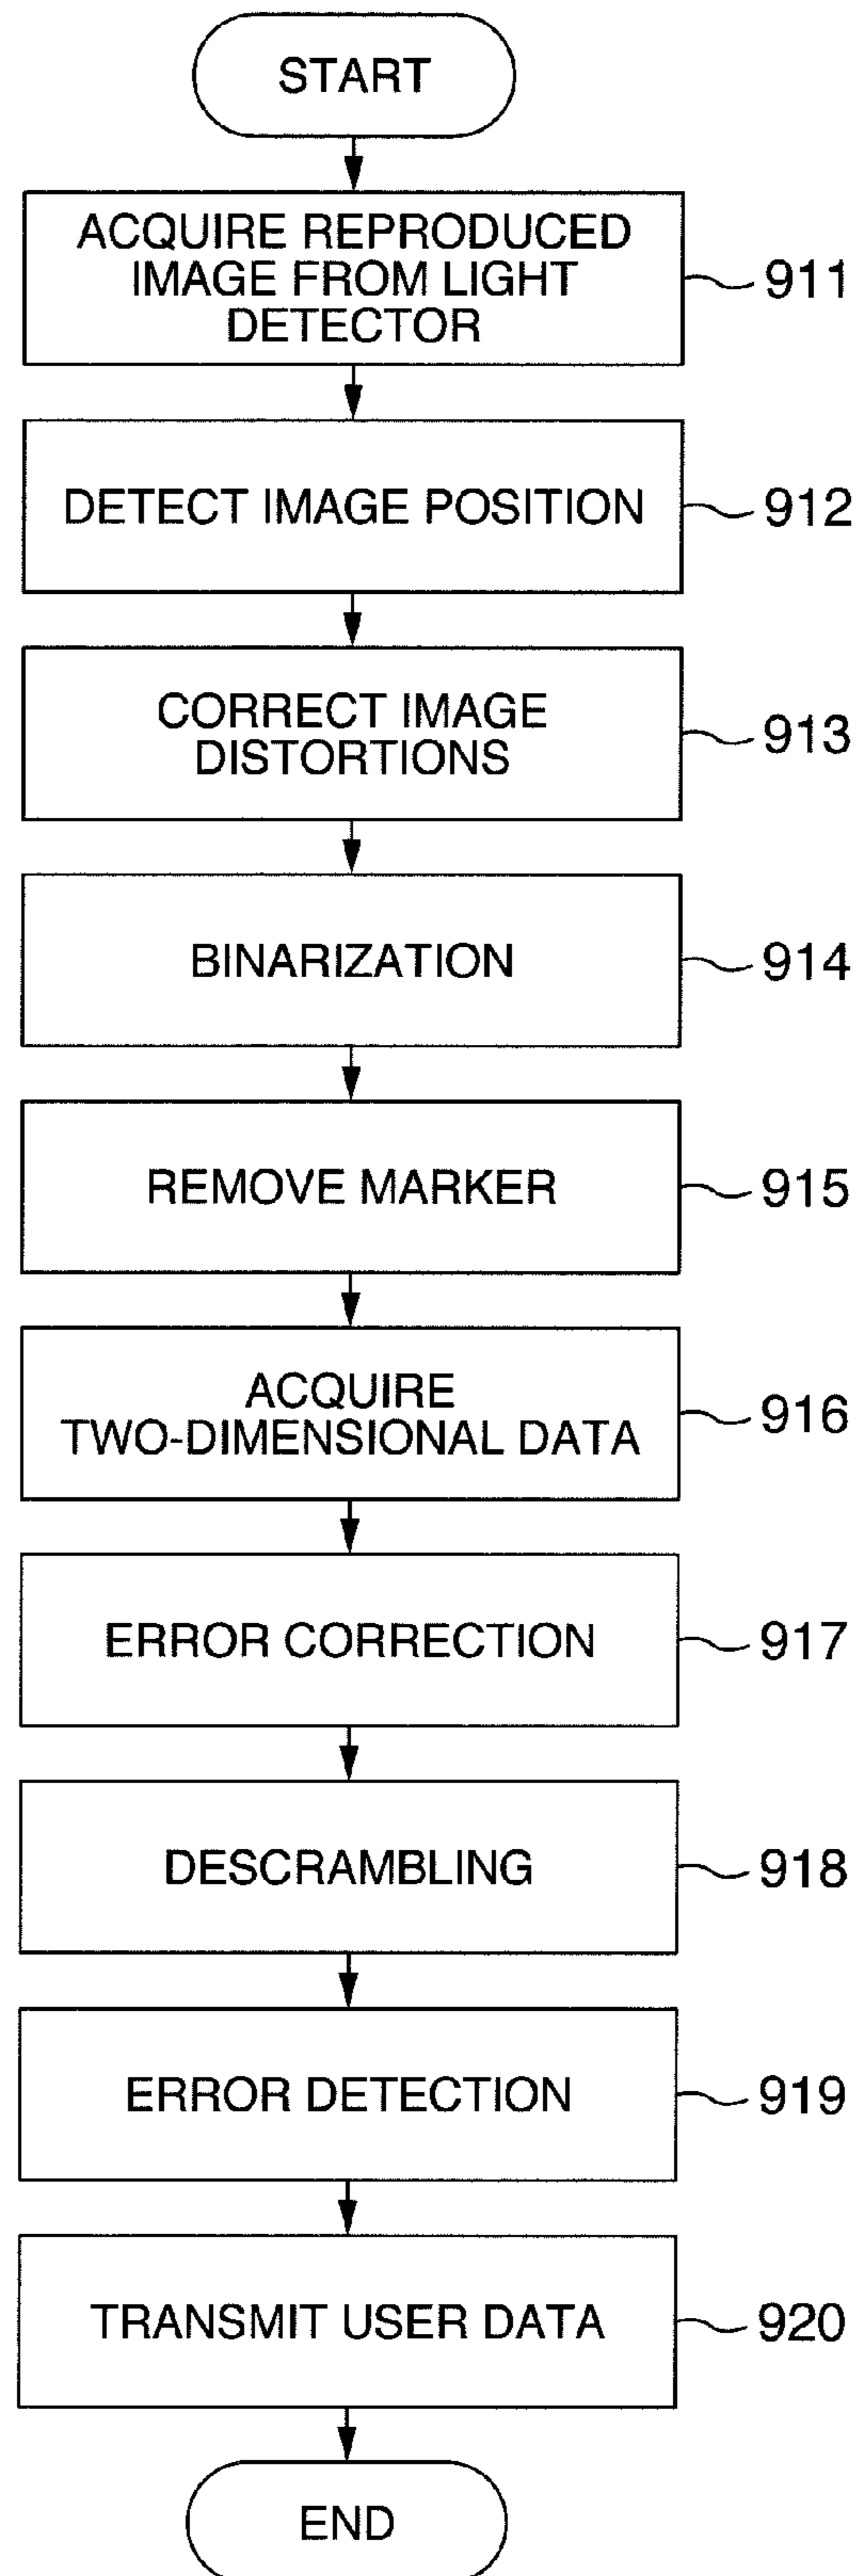 START
ACQUIRE REPRODUCED
IMAGE FROM LIGHT
DETECTOR
911
DETECT IMAGE POSITION
912
CORRECT IMAGE
DISTORTIONS
913
BINARIZATION
914
REMOVE MARKER
915
ACQUIRE
TWO-DIMENSIONAL DATA
916
ERROR CORRECTION
917
DESCRAMBLING
918
ERROR DETECTION
919
TRANSMIT USER DATA
920
END